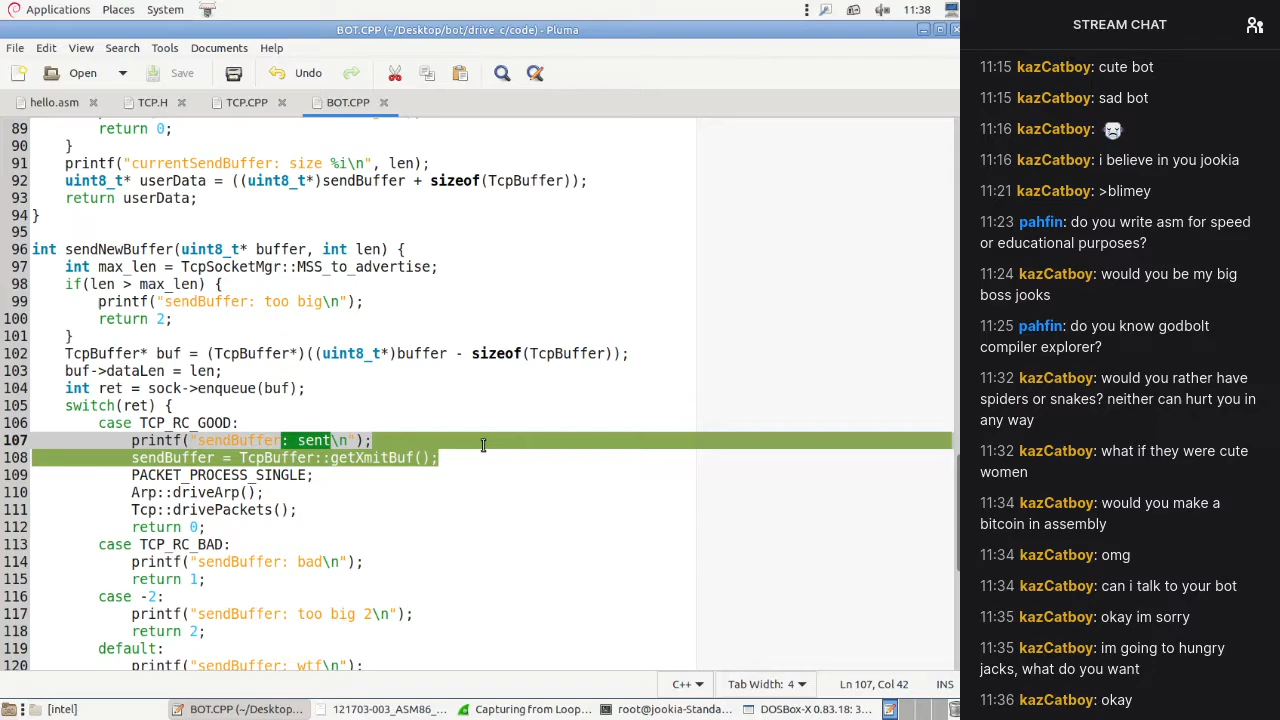 Applications Places System 11:38
BOT.CPP (~/Desktop/bot/drive_c/code) - Pluma
File Edit View Search Tools Documents Help
Open Save Undo
hello.asm TCP.H TCP.CPP BOT.CPP
89 return 0;
90 }
91 printf("currentSendBuffer: size %i\n", len);
92 uint8_t* userData = ((uint8_t*)sendBuffer + sizeof(TcpBuffer));
93 return userData;
94 }
95
96 int sendNewBuffer(uint8_t* buffer, int len) {
97 int max_len = TcpSocketMgr::MSS_to_advertise;
98 if(len > max_len) {
99 printf("sendBuffer: too big\n");
100 return 2;
101 }
102 TcpBuffer* buf = (TcpBuffer*)((uint8_t*)buffer - sizeof(TcpBuffer));
103 buf->dataLen = len;
104 int ret = sock->enqueue(buf);
105 switch(ret) {
106 case TCP_RC_GOOD:
107 printf("sendBuffer: sent\n");
108 sendBuffer = TcpBuffer::getXmitBuf();
109 PACKET_PROCESS_SINGLE;
110 Arp::driveArp();
111 Tcp::drivePackets();
112 return 0;
113 case TCP_RC_BAD:
114 printf("sendBuffer: bad\n");
115 return 1;
116 case -2:
117 printf("sendBuffer: too big 2\n");
118 return 2;
119 default:
120 printf("sendBuffer: wtf\n");
C++ Tab Width: 4 Ln 107, Col 42 INS
[intel] BOT.CPP (~/Desktop... 121703-003_ASM86_... Capturing from Loop... root@jookia-Standa... DOSBox-X 0.83.18: 3...
STREAM CHAT
11:15 kazCatboy: cute bot
11:15 kazCatboy: sad bot
11:16 kazCatboy:
11:16 kazCatboy: i believe in you jookia
11:21 kazCatboy: >blimey
11:23 pahfin: do you write asm for speed
or educational purposes?
11:24 kazCatboy: would you be my big
boss jooks
11:25 pahfin: do you know godbolt
compiler explorer?
11:32 kazCatboy: would you rather have
spiders or snakes? neither can hurt you in
any way
11:32 kazCatboy: what if they were cute
women
11:34 kazCatboy: would you make a
bitcoin in assembly
11:34 kazCatboy: omg
11:34 kazCatboy: can i talk to your bot
11:35 kazCatboy: okay im sorry
11:35 kazCatboy: im going to hungry
jacks, what do you want
11:36 kazCatboy: okay